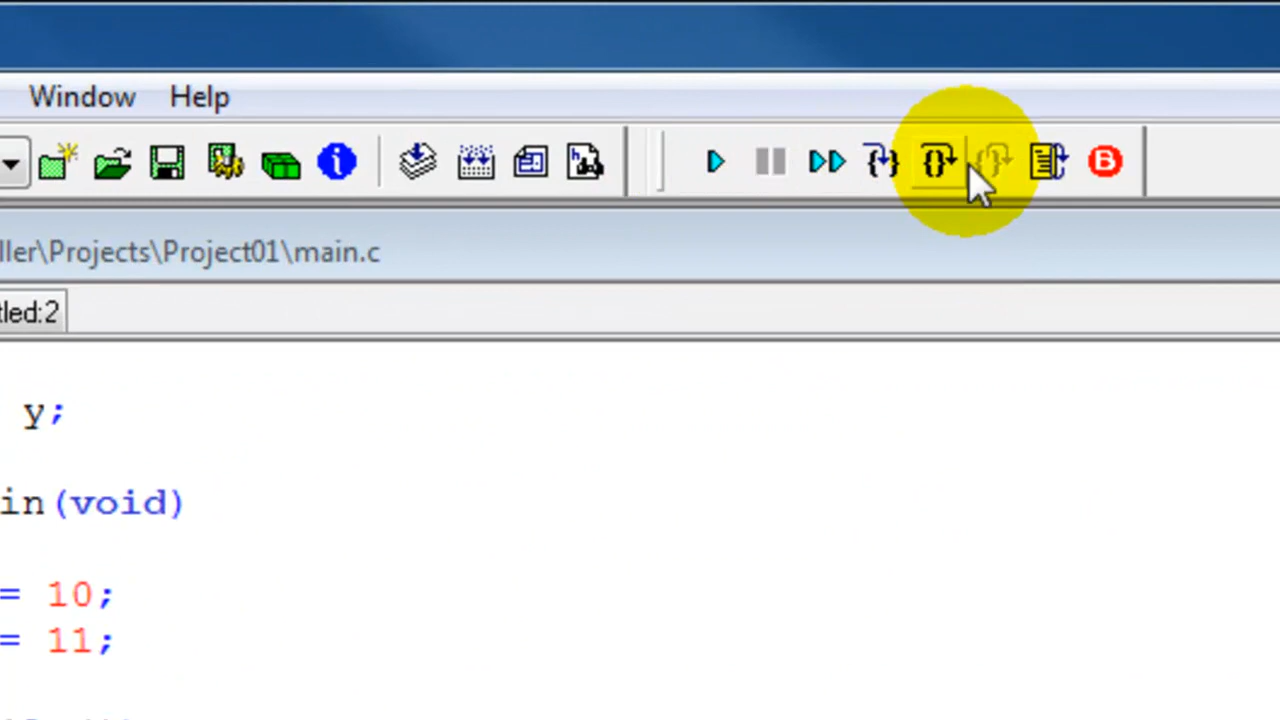 Window Help
ller\Projects\Project01\main.c
tled:2
y;
in(void)
= 10;
= 11;